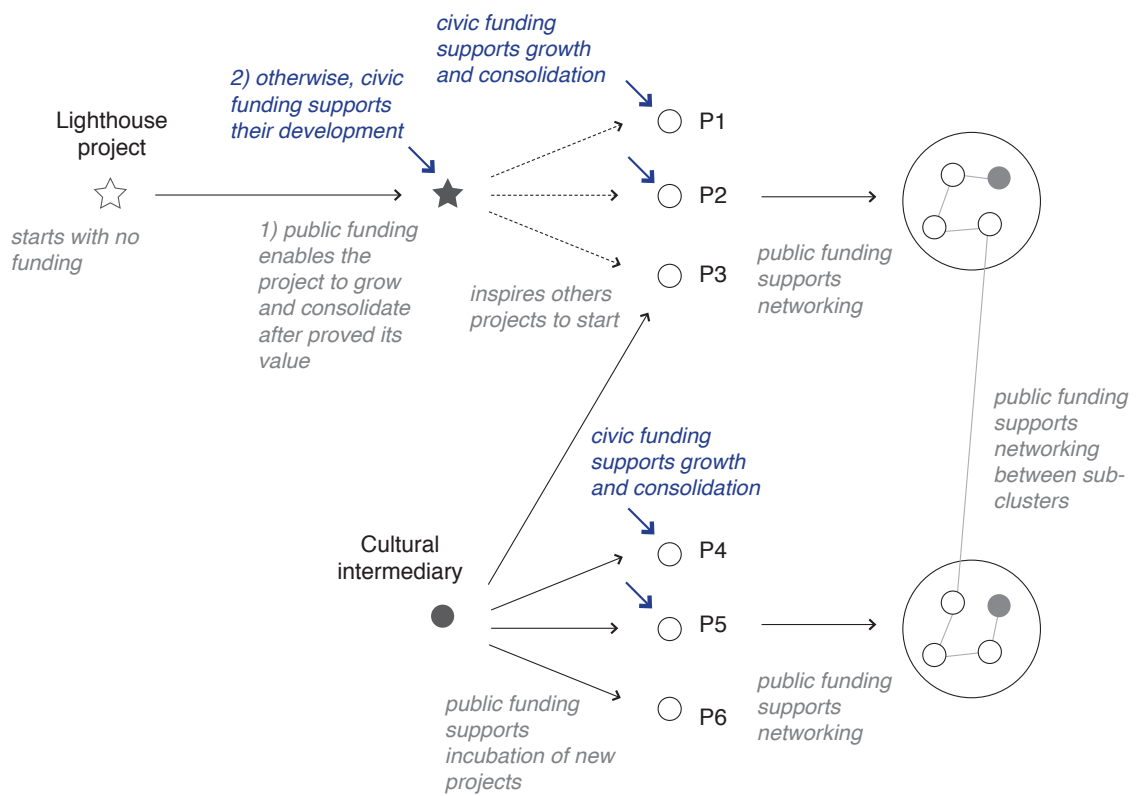 civic funding
supports growth
and consolidation
2) otherwise, civic
funding supports
their development
Lighthouse
project
P1
P2
P3
starts with no
funding
1) public funding
enables the
project to grow
and consolidate
after proved its
value
inspires others
projects to start
public funding
supports
networking
public funding
supports
networking
between sub-
clusters
civic funding
supports growth
and consolidation
Cultural
intermediary
P4
P5
P6
public funding
supports
incubation of new
projects
public funding
supports
networking